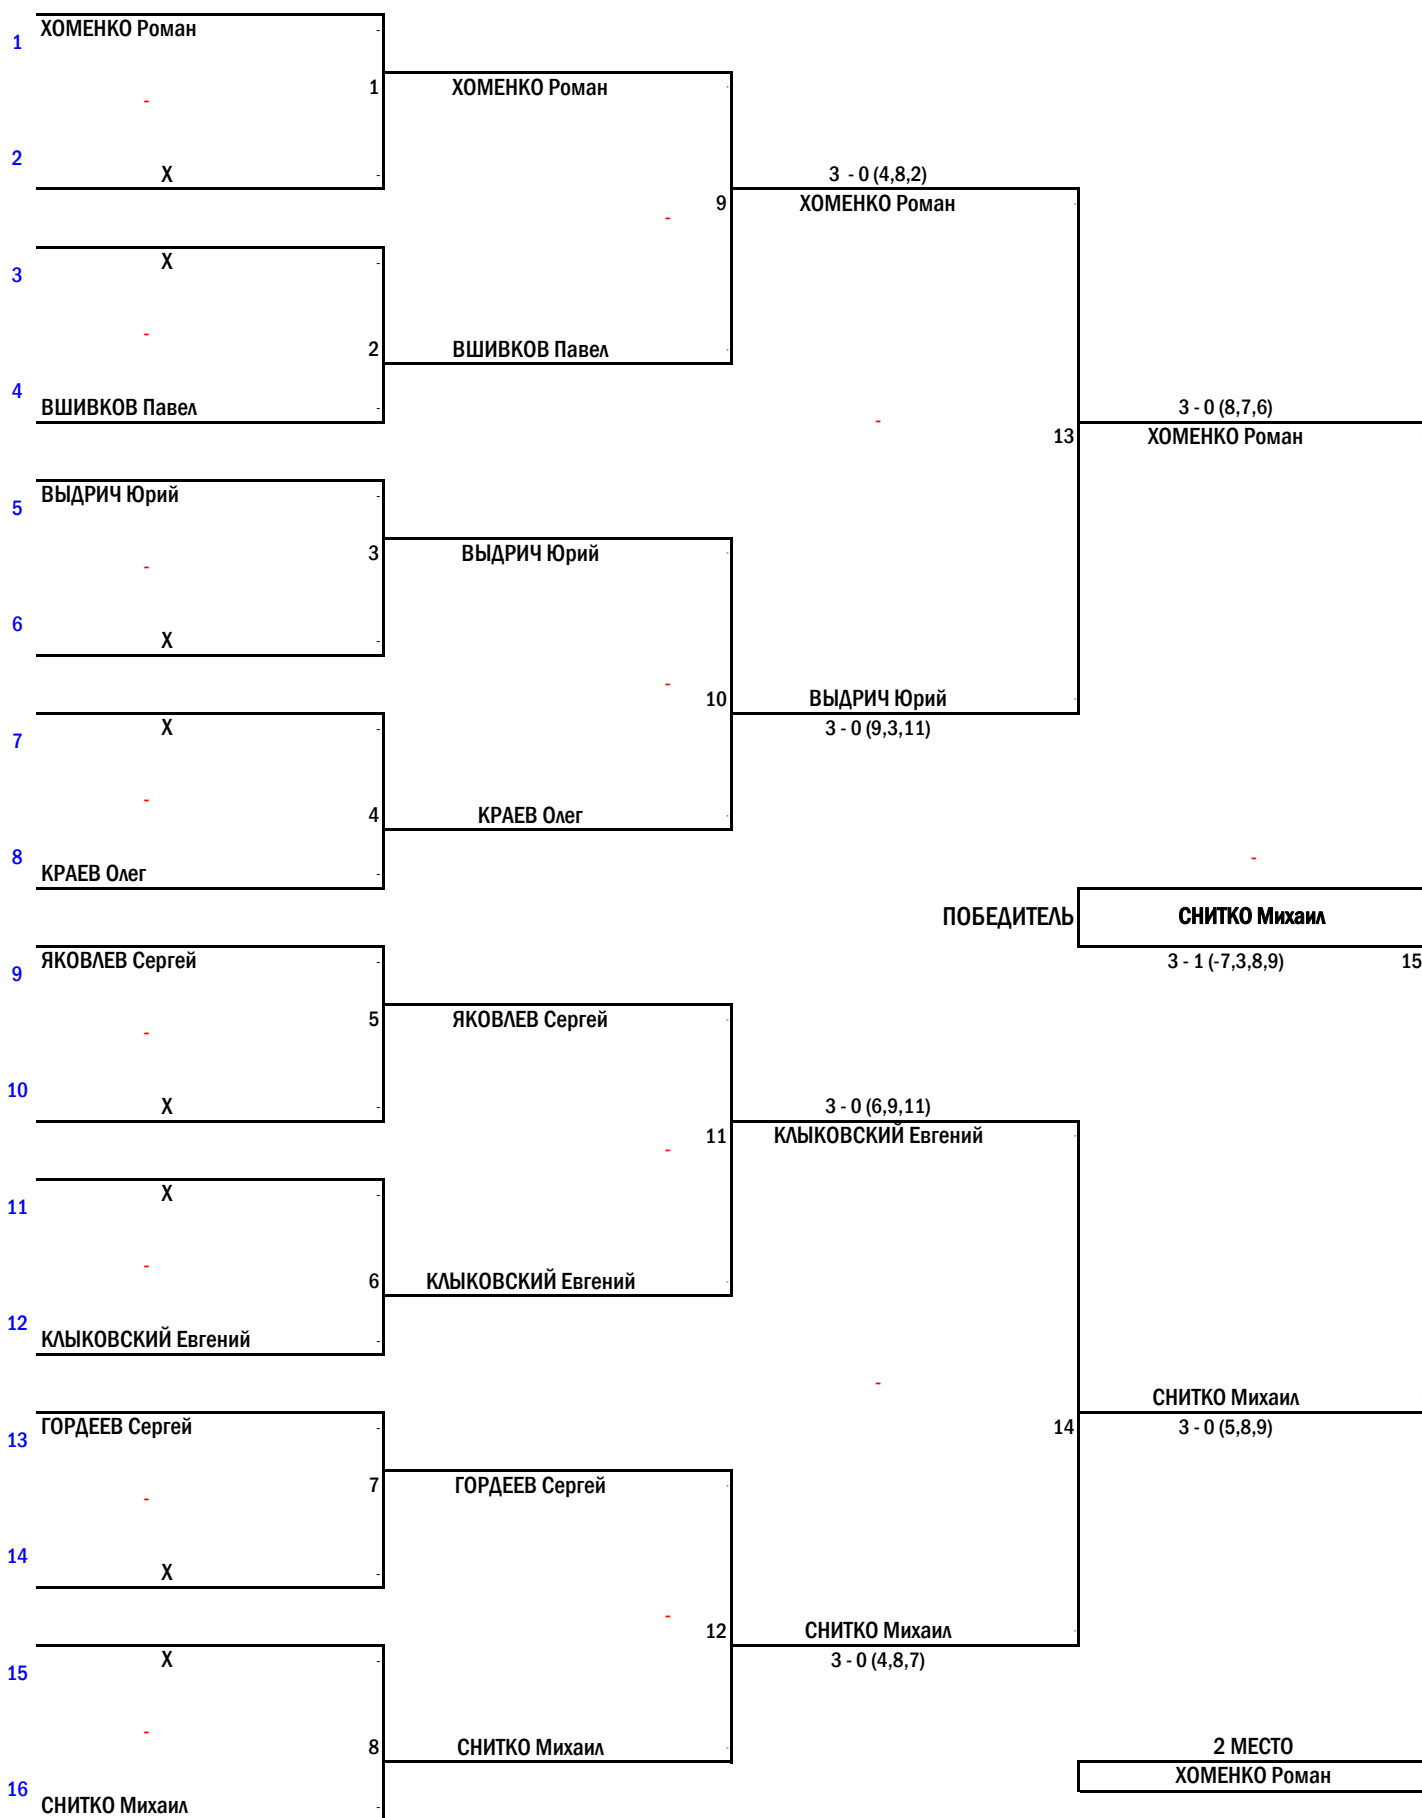 ХОМЕНКО Роман
1
1
ХОМЕНКО Роман
-
2
Х
3 - 0 (4,8,2)
9
ХОМЕНКО Роман
-
Х
3
-
2
ВШИВКОВ Павел
4
ВШИВКОВ Павел
3 - 0 (8,7,6)
-
13
ХОМЕНКО Роман
ВЫДРИЧ Юрий
5
3
ВЫДРИЧ Юрий
-
6
Х
-
10
ВЫДРИЧ Юрий
Х
3 - 0 (9,3,11)
7
-
4
КРАЕВ Олег
8
-
КРАЕВ Олег
ПОБЕДИТЕЛЬ
СНИТКО Михаил
ЯКОВЛЕВ Сергей
3 - 1 (-7,3,8,9)
15
9
5
ЯКОВЛЕВ Сергей
-
10
Х
3 - 0 (6,9,11)
11
КЛЫКОВСКИЙ Евгений
-
Х
11
-
6
КЛЫКОВСКИЙ Евгений
12
КЛЫКОВСКИЙ Евгений
-
СНИТКО Михаил
ГОРДЕЕВ Сергей
14
3 - 0 (5,8,9)
13
7
ГОРДЕЕВ Сергей
-
14
Х
-
12
СНИТКО Михаил
Х
3 - 0 (4,8,7)
15
-
8
СНИТКО Михаил
2 МЕСТО
ХОМЕНКО Роман
16
СНИТКО Михаил